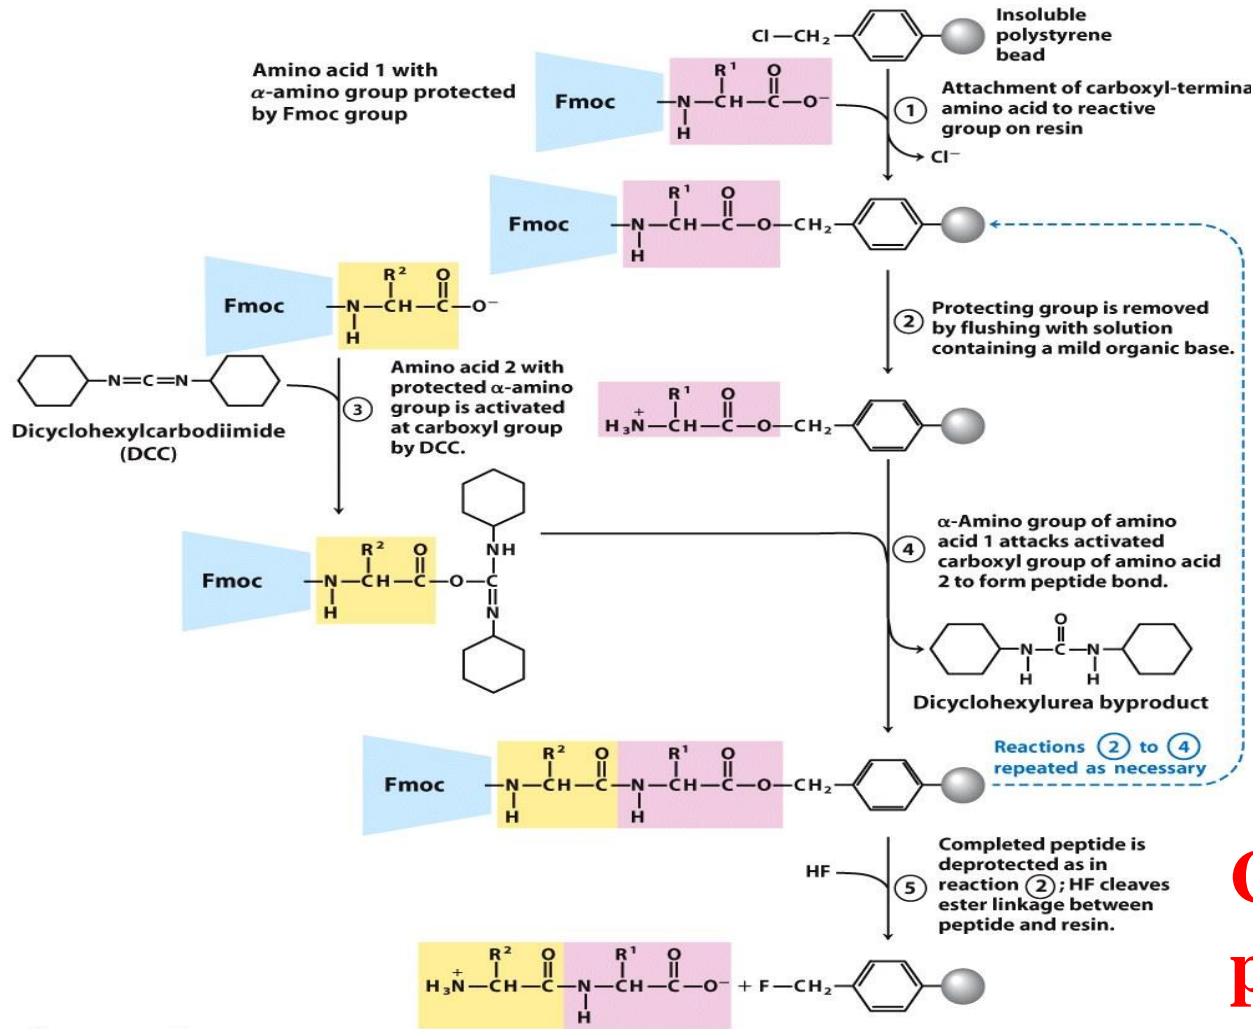 Cl—CH₂
Insoluble
polystyrene
bead
Amino acid 1 with
α-amino group protected
by Fmoc group
Fmoc
R¹ O
—N—CH—C—O⁻
H
1
Attachment of carboxyl-termina
amino acid to reactive
group on resin
Cl⁻
Fmoc
R¹ O
—N—CH—C—O—CH₂
H
Fmoc
R² O
—N—CH—C—O⁻
H
2
Protecting group is removed
by flushing with solution
containing a mild organic base.
N=C=N
Dicyclohexylcarbodiimide
(DCC)
3
Amino acid 2 with
protected α-amino
group is activated
at carboxyl group
by DCC.
R¹ O
H₃N⁺—CH—C—O—CH₂
Fmoc
R² O NH
—N—CH—C—O—C
H N
4
α-Amino group of amino
acid 1 attacks activated
carboxyl group of amino acid
2 to form peptide bond.
O
N—C—N
H H
Dicyclohexylurea byproduct
Fmoc
R² O R¹ O
—N—CH—C—N—CH—C—O—CH₂
H H
Reactions 2 to 4
repeated as necessary
HF
5
Completed peptide is
deprotected as in
reaction 2; HF cleaves
ester linkage between
peptide and resin.
R² O R¹ O
H₃N⁺—CH—C—N—CH—C—O⁻ + F—CH₂
H
p